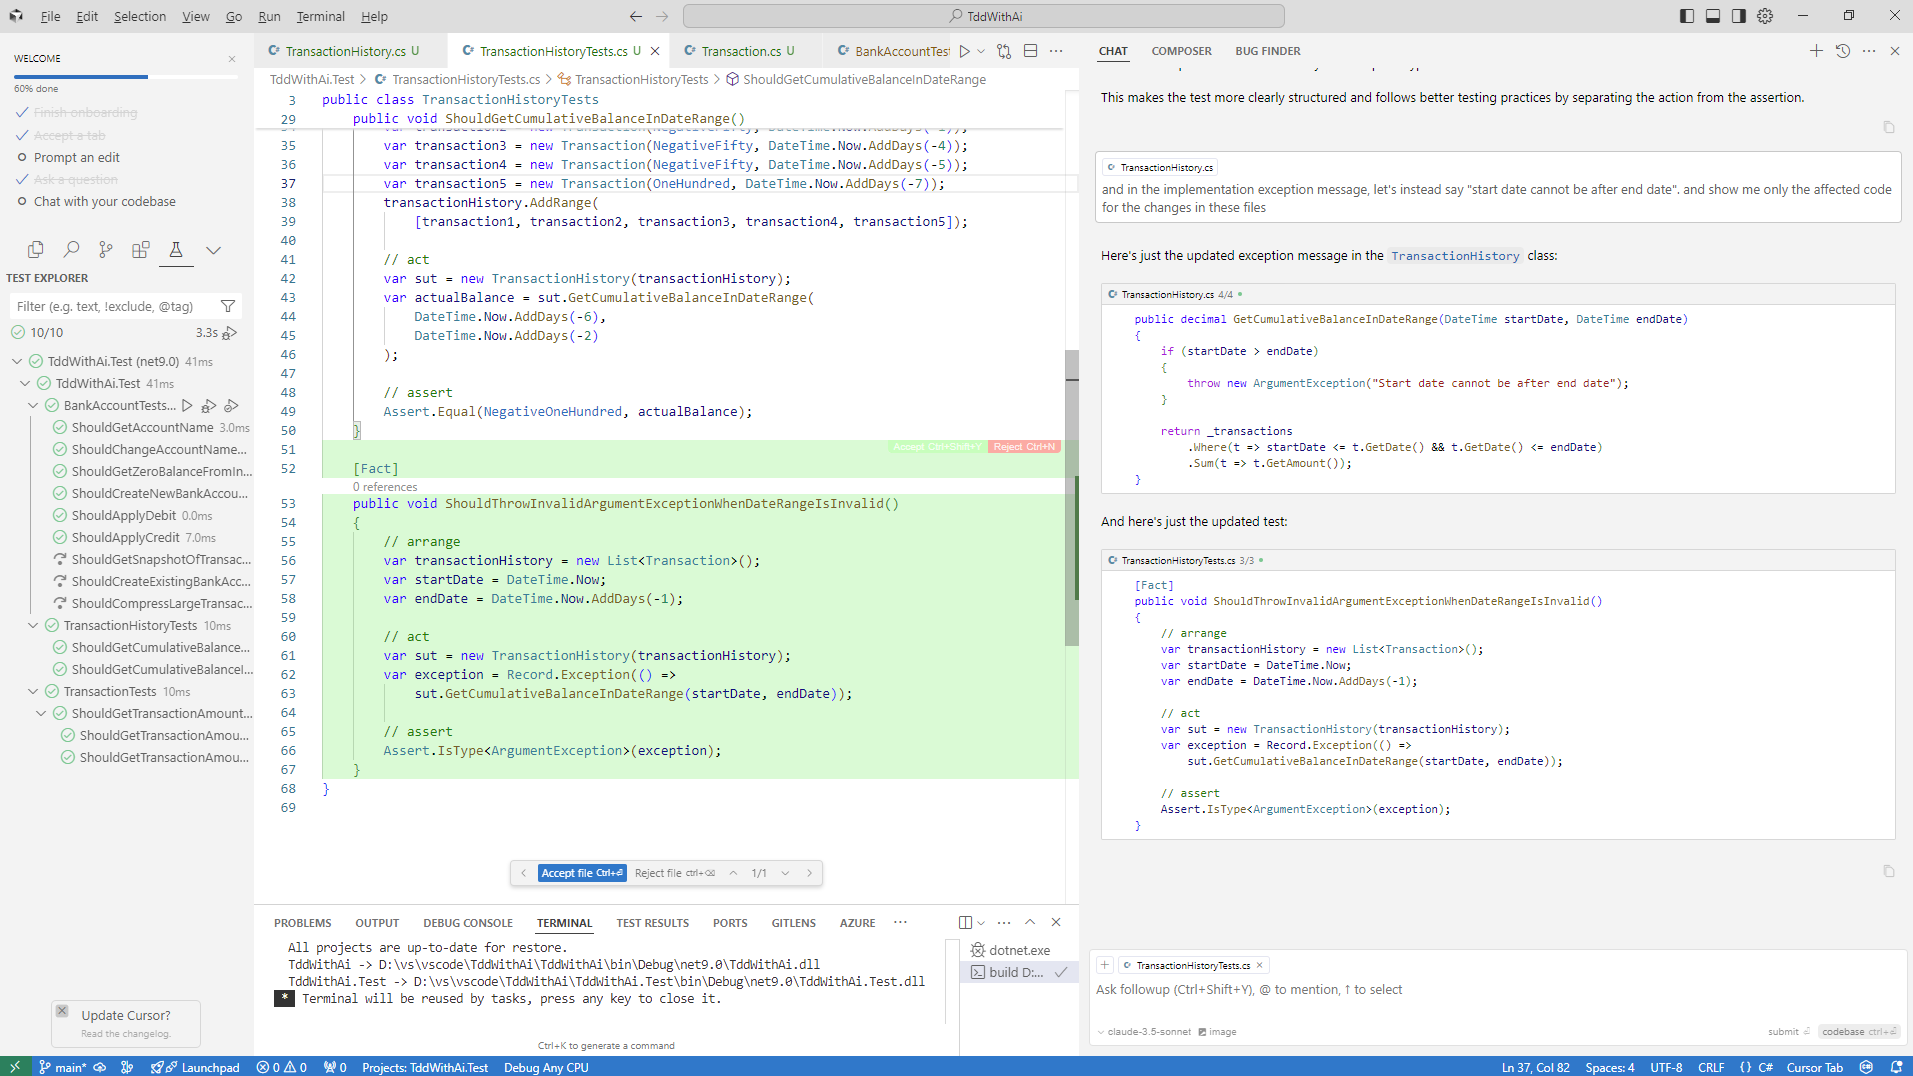 File Edit Selection View Go Run Terminal Help
TddWithAi
WELCOME
60% done
Finish onboarding
Accept a tab
Prompt an edit
Ask a question
Chat with your codebase
TEST EXPLORER
Filter (e.g. text, !exclude, @tag)
10/10 3.3s
TddWithAi.Test (net9.0) 41ms
TddWithAi.Test 41ms
BankAccountTests...
ShouldGetAccountName 3.0ms
ShouldChangeAccountName...
ShouldGetZeroBalanceFromIn...
ShouldCreateNewBankAccou...
ShouldApplyDebit 0.0ms
ShouldApplyCredit 7.0ms
ShouldGetSnapshotOfTransac...
ShouldCreateExistingBankAcc...
ShouldCompressLargeTransac...
TransactionHistoryTests 10ms
ShouldGetCumulativeBalance...
ShouldGetCumulativeBalanceI...
TransactionTests 10ms
ShouldGetTransactionAmount...
ShouldGetTransactionAmou...
ShouldGetTransactionAmou...
Update Cursor?
Read the changelog.
TransactionHistory.cs U TransactionHistoryTests.cs U Transaction.cs U BankAccountTest
TddWithAi.Test > TransactionHistoryTests.cs > TransactionHistoryTests > ShouldGetCumulativeBalanceInDateRange
3 public class TransactionHistoryTests
29 public void ShouldGetCumulativeBalanceInDateRange()
35 var transaction3 = new Transaction(NegativeFifty, DateTime.Now.AddDays(-4));
36 var transaction4 = new Transaction(NegativeFifty, DateTime.Now.AddDays(-5));
37 var transaction5 = new Transaction(OneHundred, DateTime.Now.AddDays(-7));
38 transactionHistory.AddRange(
39 [transaction1, transaction2, transaction3, transaction4, transaction5]);
40
41 // act
42 var sut = new TransactionHistory(transactionHistory);
43 var actualBalance = sut.GetCumulativeBalanceInDateRange(
44 DateTime.Now.AddDays(-6),
45 DateTime.Now.AddDays(-2)
46 );
47
48 // assert
49 Assert.Equal(NegativeOneHundred, actualBalance);
50 }
51 Accept Ctrl+Shift+Y Reject Ctrl+N
52 [Fact]
0 references
53 public void ShouldThrowInvalidArgumentExceptionWhenDateRangeIsInvalid()
54 {
55 // arrange
56 var transactionHistory = new List<Transaction>();
57 var startDate = DateTime.Now;
58 var endDate = DateTime.Now.AddDays(-1);
59
60 // act
61 var sut = new TransactionHistory(transactionHistory);
62 var exception = Record.Exception(() =>
63 sut.GetCumulativeBalanceInDateRange(startDate, endDate));
64
65 // assert
66 Assert.IsType<ArgumentException>(exception);
67 }
68 }
69
Accept file Ctrl+⏎ Reject file ctrl+⌫ 1/1
PROBLEMS OUTPUT DEBUG CONSOLE TERMINAL TEST RESULTS PORTS GITLENS AZURE ...
All projects are up-to-date for restore.
TddWithAi -> D:\vs\vscode\TddWithAi\TddWithAi\bin\Debug\net9.0\TddWithAi.dll
TddWithAi.Test -> D:\vs\vscode\TddWithAi\TddWithAi.Test\bin\Debug\net9.0\TddWithAi.Test.dll
* Terminal will be reused by tasks, press any key to close it.
Ctrl+K to generate a command
dotnet.exe
build D:...
CHAT COMPOSER BUG FINDER
This makes the test more clearly structured and follows better testing practices by separating the action from the assertion.
TransactionHistory.cs
and in the implementation exception message, let's instead say "start date cannot be after end date". and show me only the affected code
for the changes in these files
Here's just the updated exception message in the TransactionHistory class:
TransactionHistory.cs 4/4
public decimal GetCumulativeBalanceInDateRange(DateTime startDate, DateTime endDate)
{
if (startDate > endDate)
{
throw new ArgumentException("Start date cannot be after end date");
}
return _transactions
.Where(t => startDate <= t.GetDate() && t.GetDate() <= endDate)
.Sum(t => t.GetAmount());
}
And here's just the updated test:
TransactionHistoryTests.cs 3/3
[Fact]
public void ShouldThrowInvalidArgumentExceptionWhenDateRangeIsInvalid()
{
// arrange
var transactionHistory = new List<Transaction>();
var startDate = DateTime.Now;
var endDate = DateTime.Now.AddDays(-1);
// act
var sut = new TransactionHistory(transactionHistory);
var exception = Record.Exception(() =>
sut.GetCumulativeBalanceInDateRange(startDate, endDate));
// assert
Assert.IsType<ArgumentException>(exception);
}
+ TransactionHistoryTests.cs ×
Ask followup (Ctrl+Shift+Y), @ to mention, ↑ to select
claude-3.5-sonnet image submit ⏎ codebase ctrl+⏎
main* Launchpad 0 0 0 Projects: TddWithAi.Test Debug Any CPU Ln 37, Col 82 Spaces: 4 UTF-8 CRLF {} C# Cursor Tab